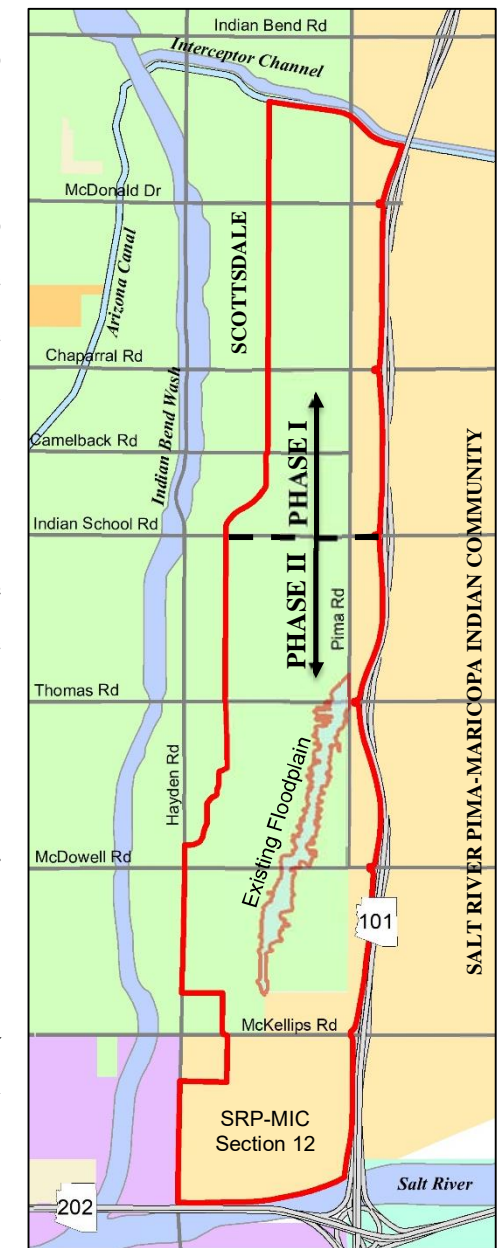 Indian Bend Rd
Interceptor Channel
McDonald Dr
SCOTTSDALE
Arizona Canal
Chaparral Rd
Camelback Rd
Indian Bend Wash
PHASE I
Indian School Rd
PHASE II
Pima Rd
SALT RIVER PIMA-MARICOPA INDIAN COMMUNITY
Thomas Rd
Hayden Rd
Existing Floodplain
McDowell Rd
101
McKellips Rd
SRP-MIC
Section 12
Salt River
202